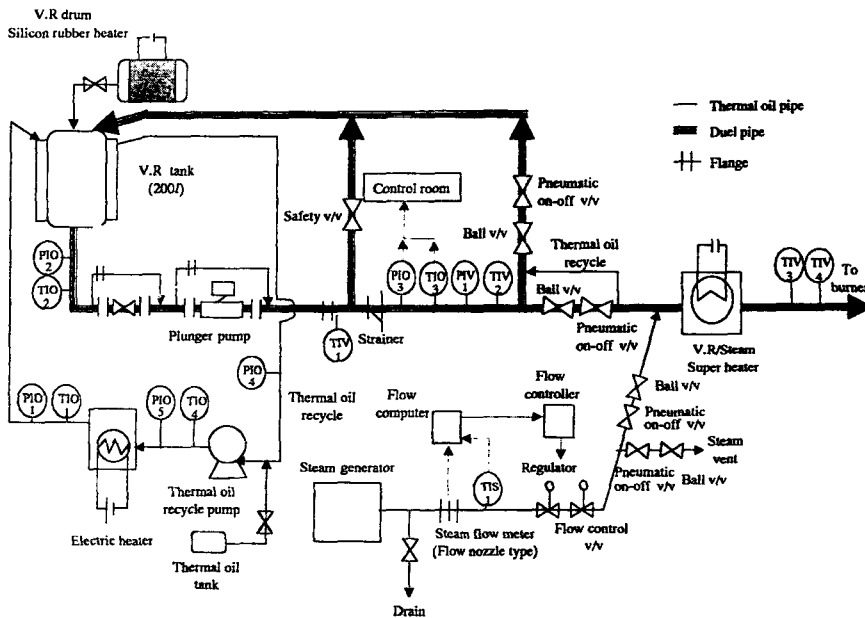 V.R drum
Silicon rubber heater
V.R tank
(200l)
Control room
Safety v/v
Pneumatic
on-off v/v
Ball v/v
Thermal oil
recycle
Thermal oil pipe
Duel pipe
Flange
PIO
2
TIO
2
Plunger pump
TIV
1
Strainer
PIO
3
TIO
3
PIV
1
TIV
2
Ball v/v
Pneumatic
on-off v/v
V.R/Steam
Super heater
TIV
3
TIV
4
To
burner
PIO
1
TIO
1
PIO
5
TIO
4
PIO
4
Thermal oil
recycle
Thermal oil
recycle pump
Electric heater
Thermal oil
tank
Flow
computer
Flow
controller
Regulator
Steam generator
TIS
1
Steam flow meter
(Flow nozzle type)
Flow control
v/v
Drain
Ball v/v
Pneumatic
on-off v/v
Steam
vent
Pneumatic
on-off v/v
Ball v/v